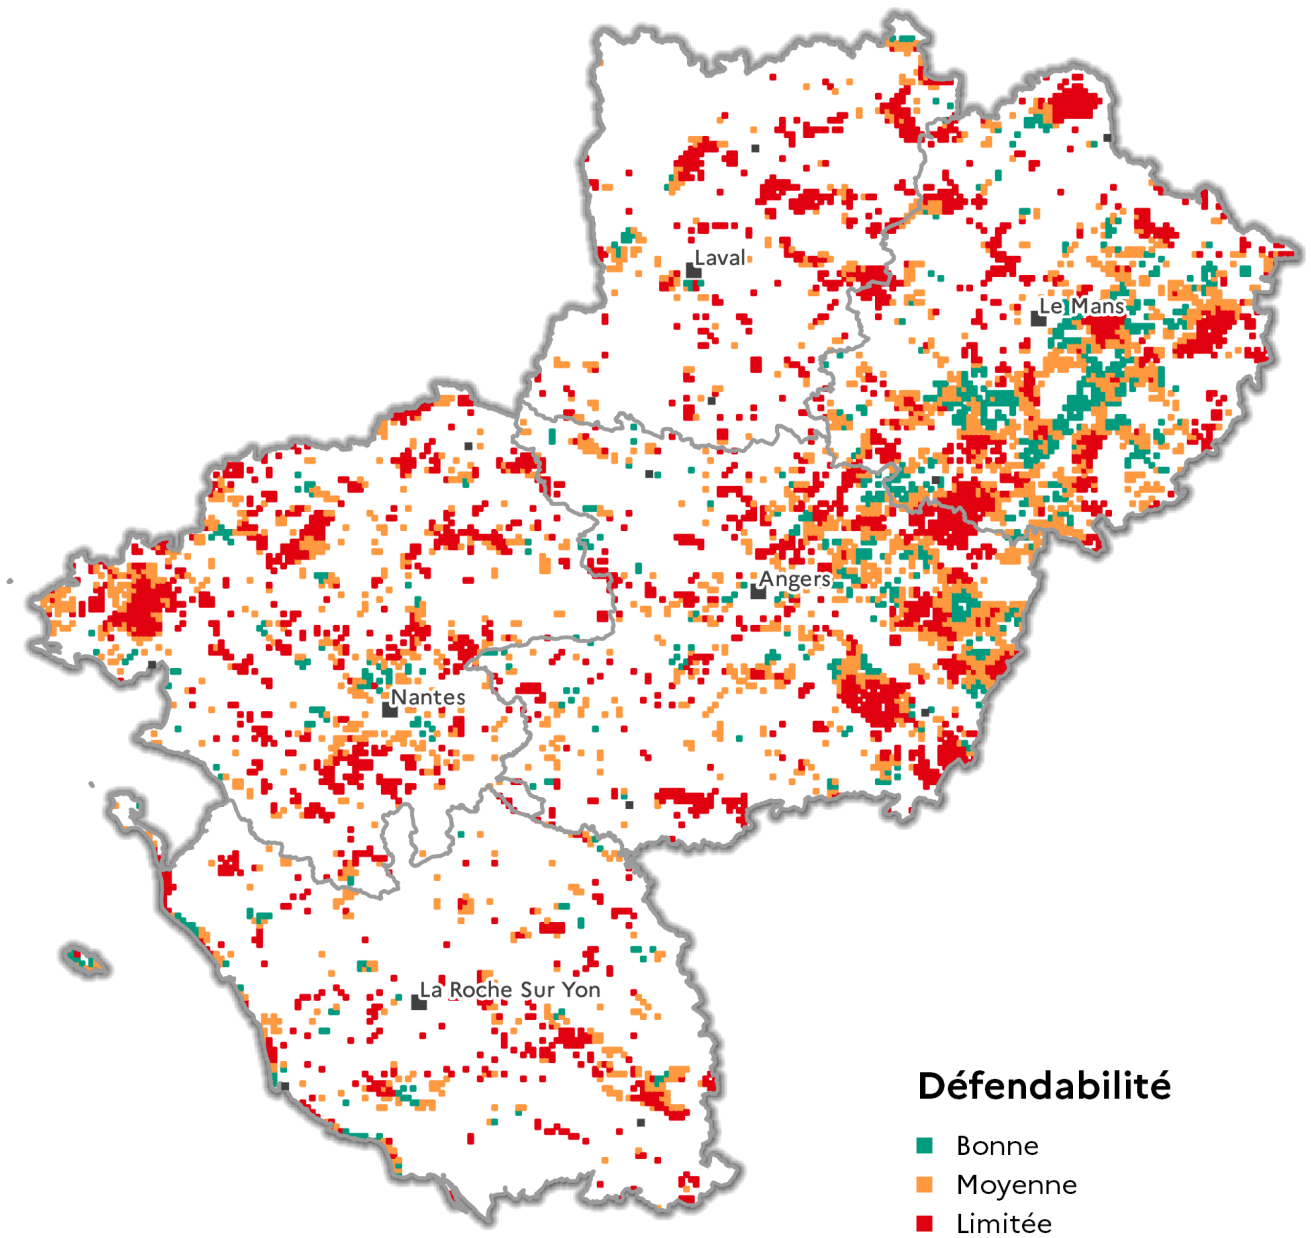 Laval
Le Mans
Angers
Nantes
La Roche Sur Yon
Défendabilité
Bonne
Moyenne
Limitée